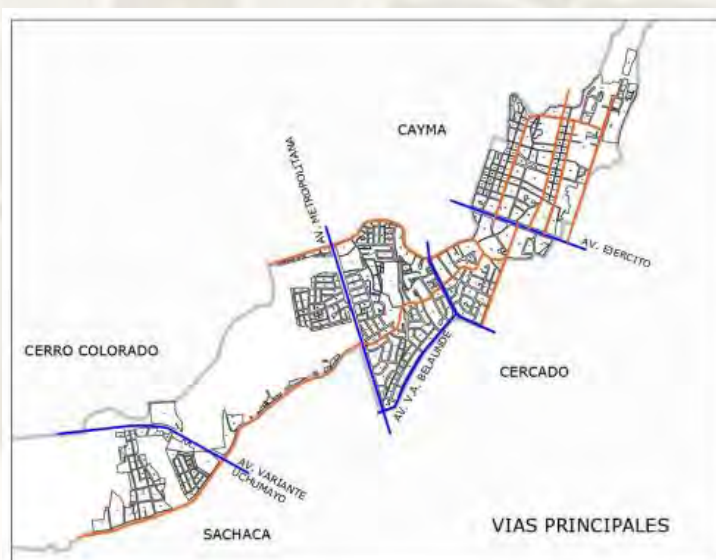 CAYMA
AV. METROPOLITANA
AV. EJERCITO
CERRO COLORADO
CERCADO
AV. V.A. BELAUNDE
AV. VARIANTE
UCHUMAYO
SACHACA
VIAS PRINCIPALES